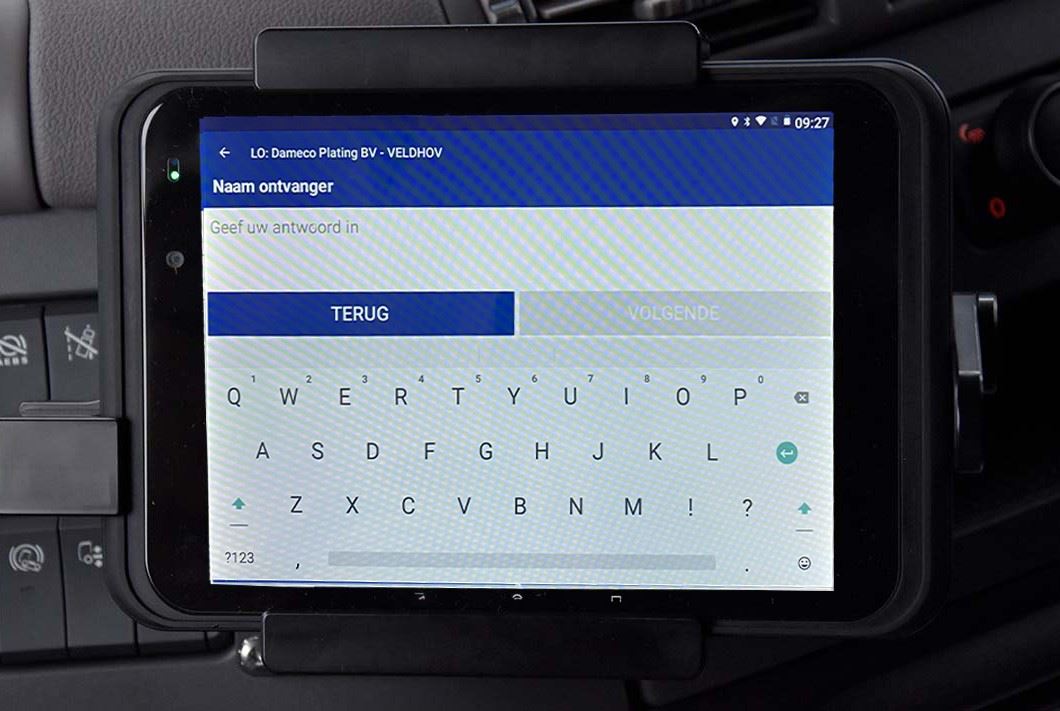 09:27
← LO: Dameco Plating BV - VELDHOV
Naam ontvanger
Geef uw antwoord in
TERUG VOLGENDE
1 2 3 4 5 6 7 8 9 0
Q W E R T Y U I O P
A S D F G H J K L
Z X C V B N M ! ?
?123 , .